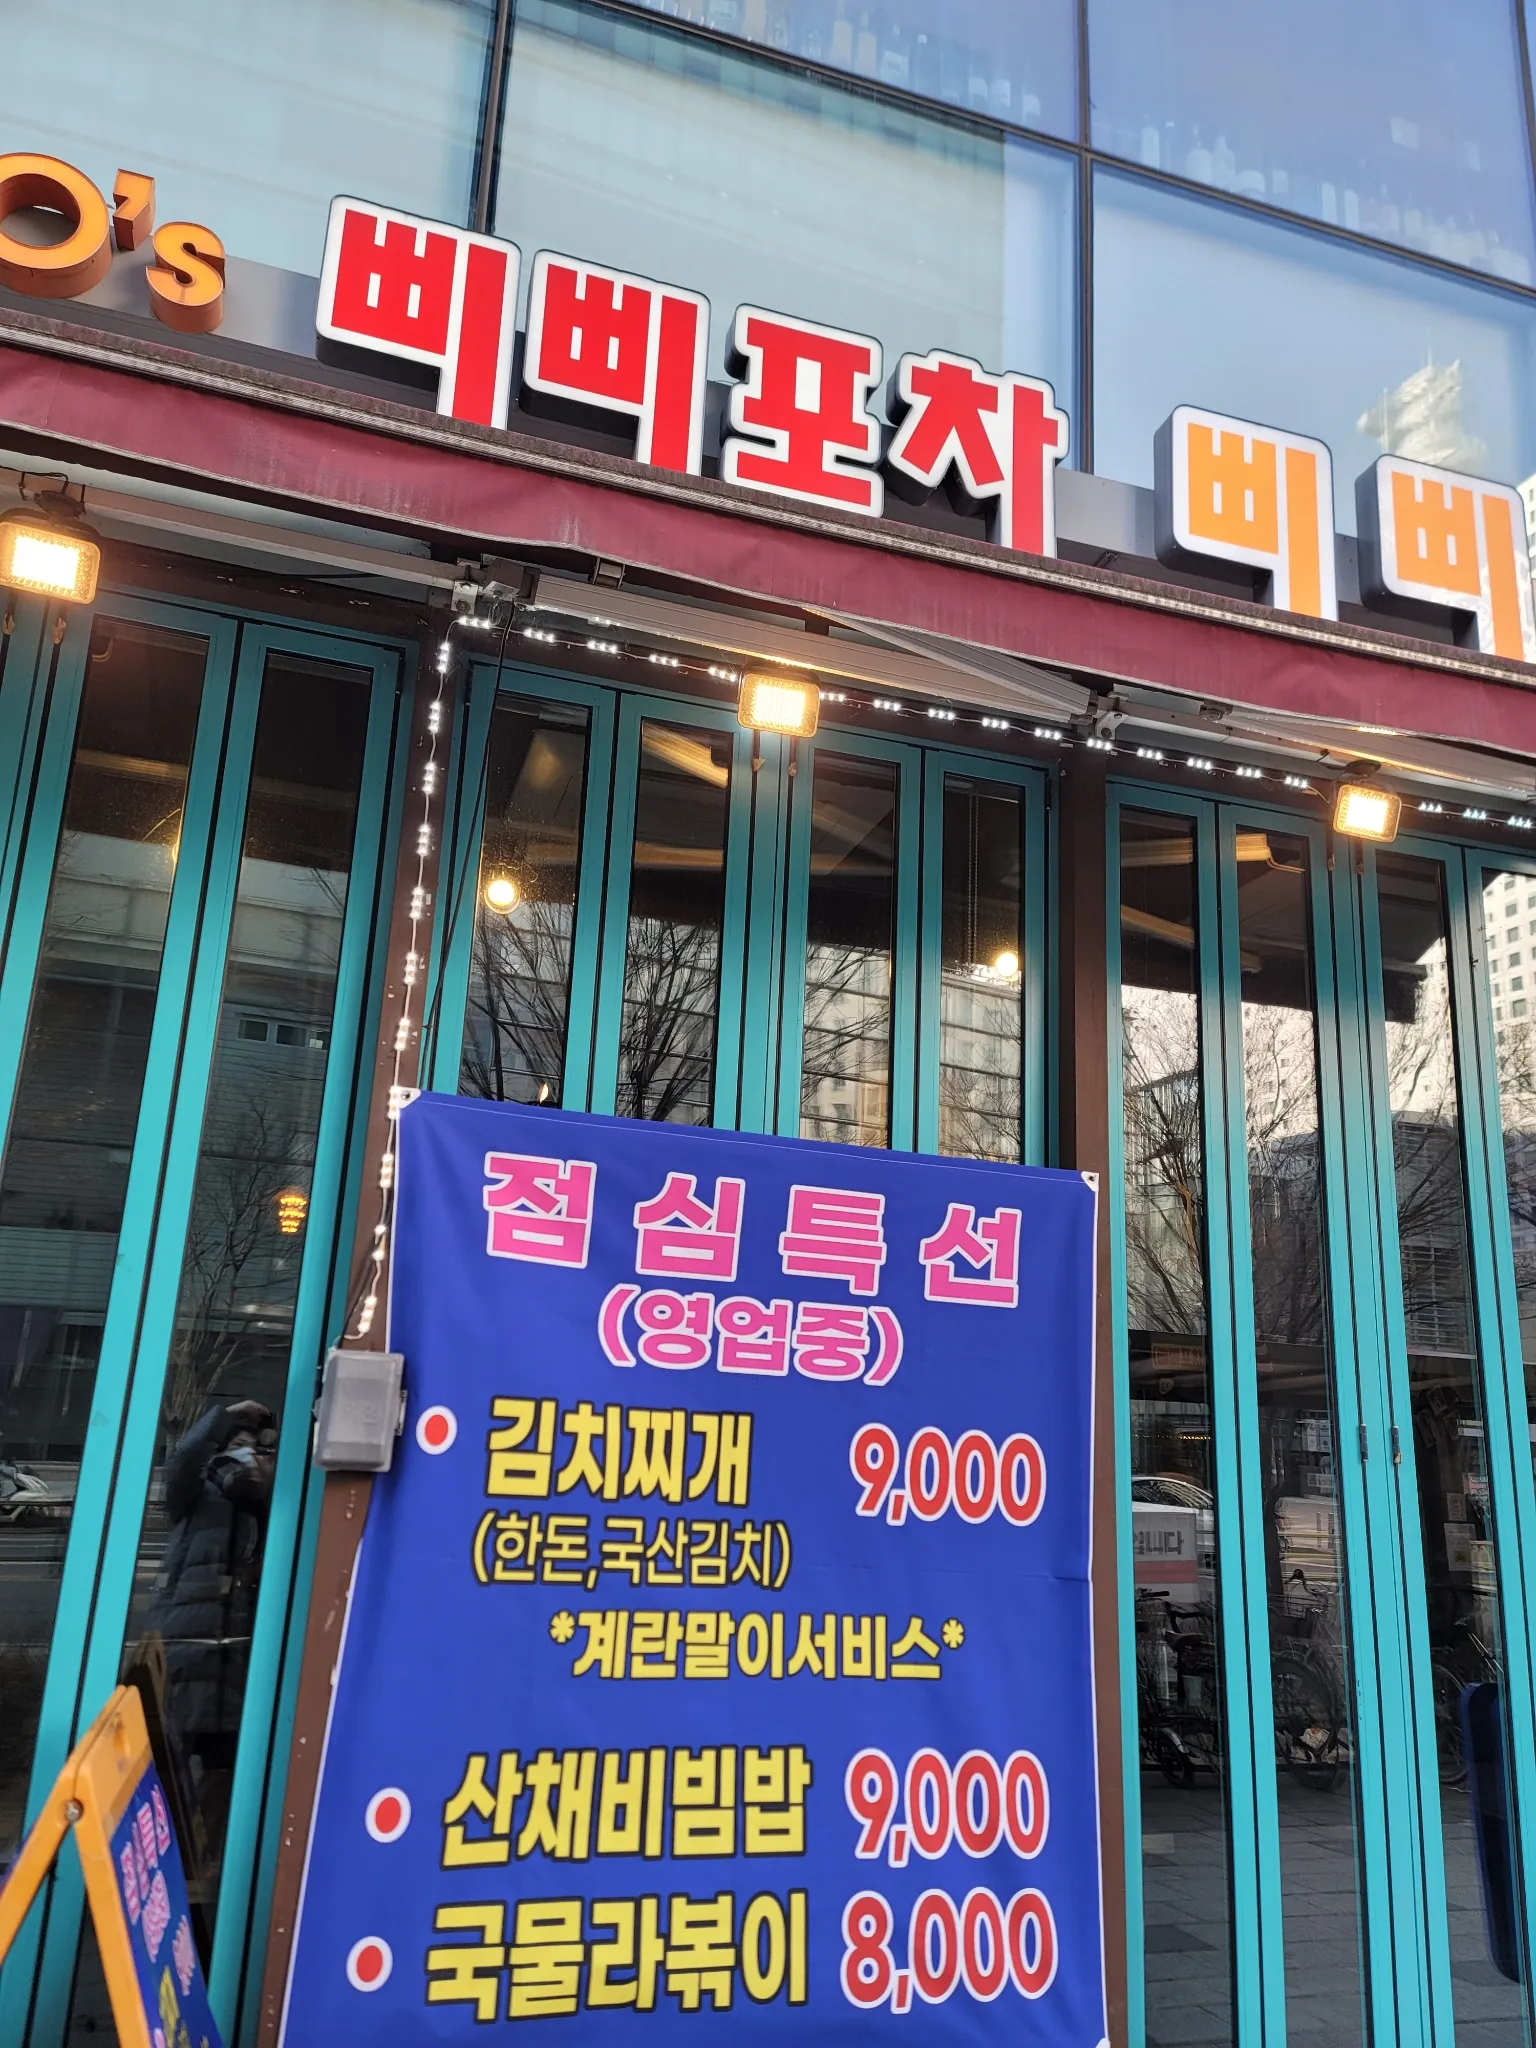 O's
삐삐포차 삐삐
점심특선
(영업중)
김치찌개 9,000
(한돈,국산김치)
*계란말이서비스*
산채비빔밥 9,000
국물라볶이 8,000